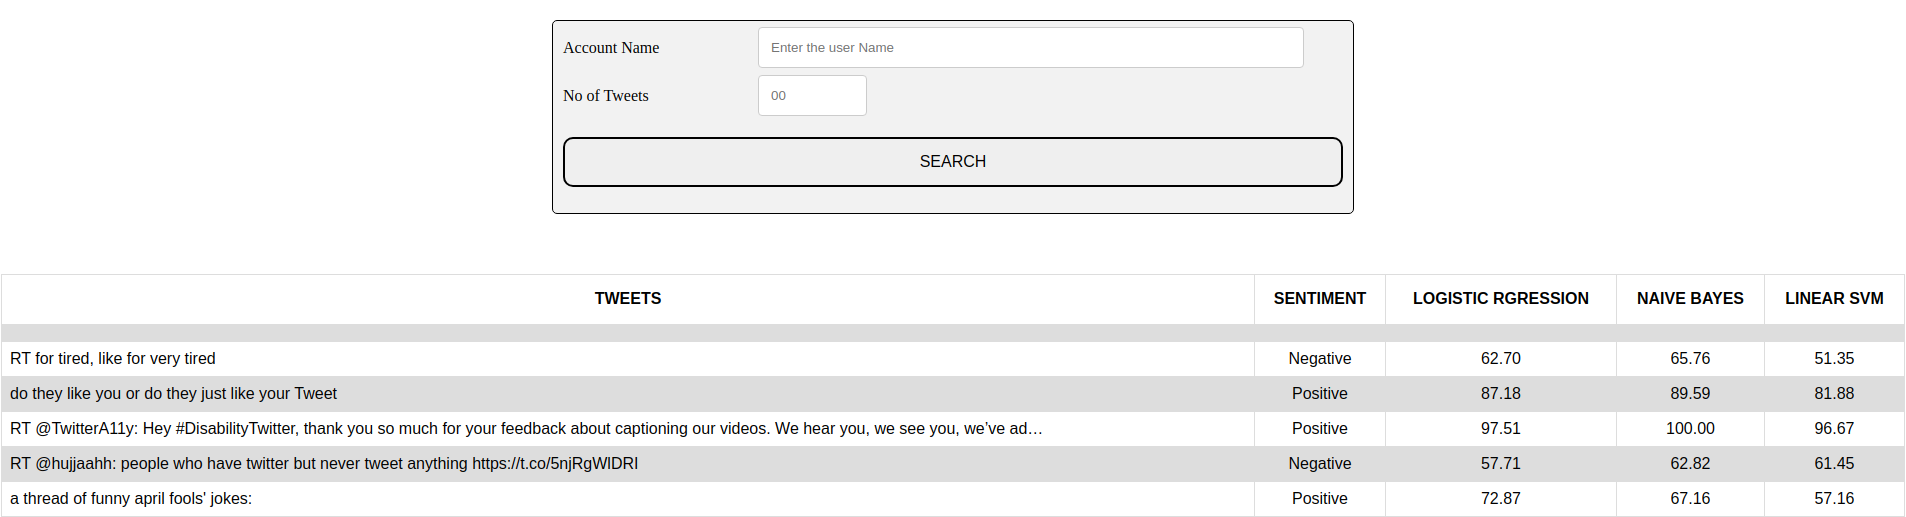 Account Name Enter the user Name
No of Tweets 00
SEARCH
TWEETS SENTIMENT LOGISTIC RGRESSION NAIVE BAYES LINEAR SVM
RT for tired, like for very tired Negative 62.70 65.76 51.35
do they like you or do they just like your Tweet Positive 87.18 89.59 81.88
RT @TwitterA11y: Hey #DisabilityTwitter, thank you so much for your feedback about captioning our videos. We hear you, we see you, we’ve ad… Positive 97.51 100.00 96.67
RT @hujjaahh: people who have twitter but never tweet anything https://t.co/5njRgWlDRI Negative 57.71 62.82 61.45
a thread of funny april fools' jokes: Positive 72.87 67.16 57.16